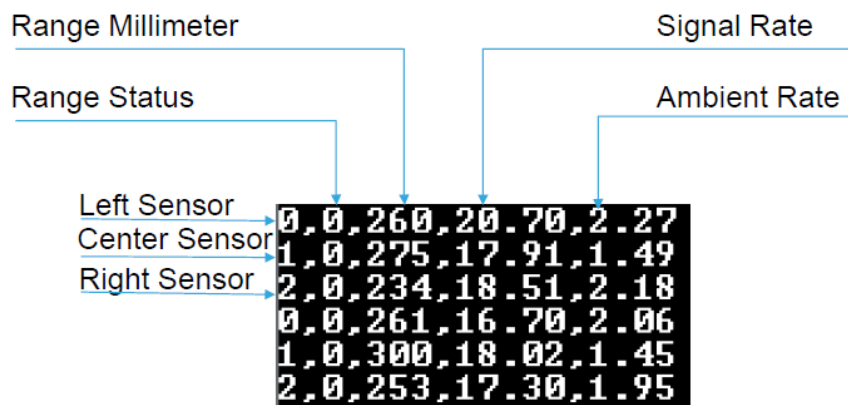 Range Millimeter
Signal Rate
Range Status
Ambient Rate
Left Sensor
Center Sensor
Right Sensor
0,0,260,20.70,2.27
1,0,275,17.91,1.49
2,0,234,18.51,2.18
0,0,261,16.70,2.06
1,0,300,18.02,1.45
2,0,253,17.30,1.95